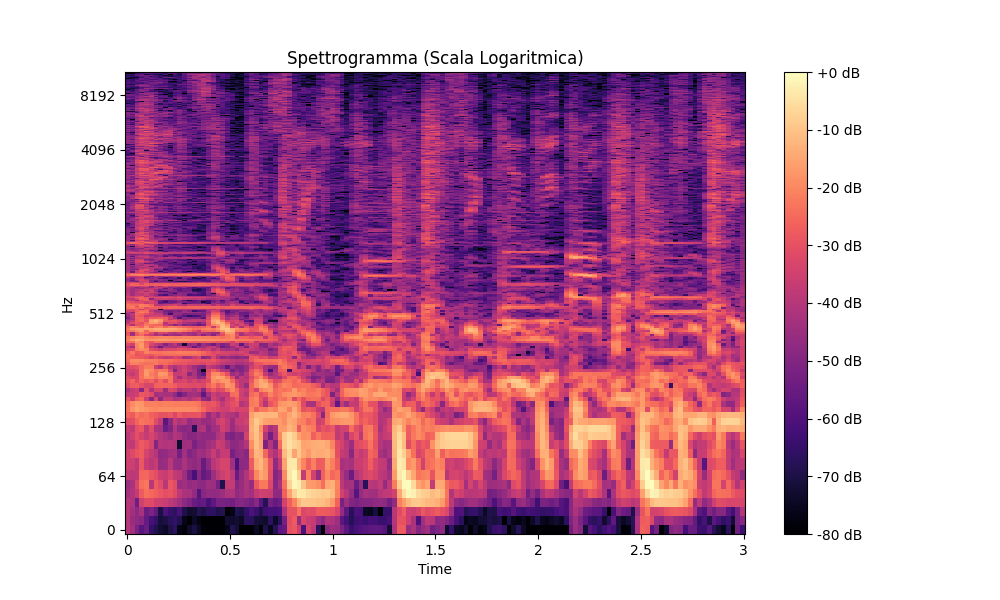 Spettrogramma (Scala Logaritmica)
Hz
8192
4096
2048
1024
512
256
128
64
0
0 0.5 1 1.5 2 2.5 3
Time
+0 dB
-10 dB
-20 dB
-30 dB
-40 dB
-50 dB
-60 dB
-70 dB
-80 dB